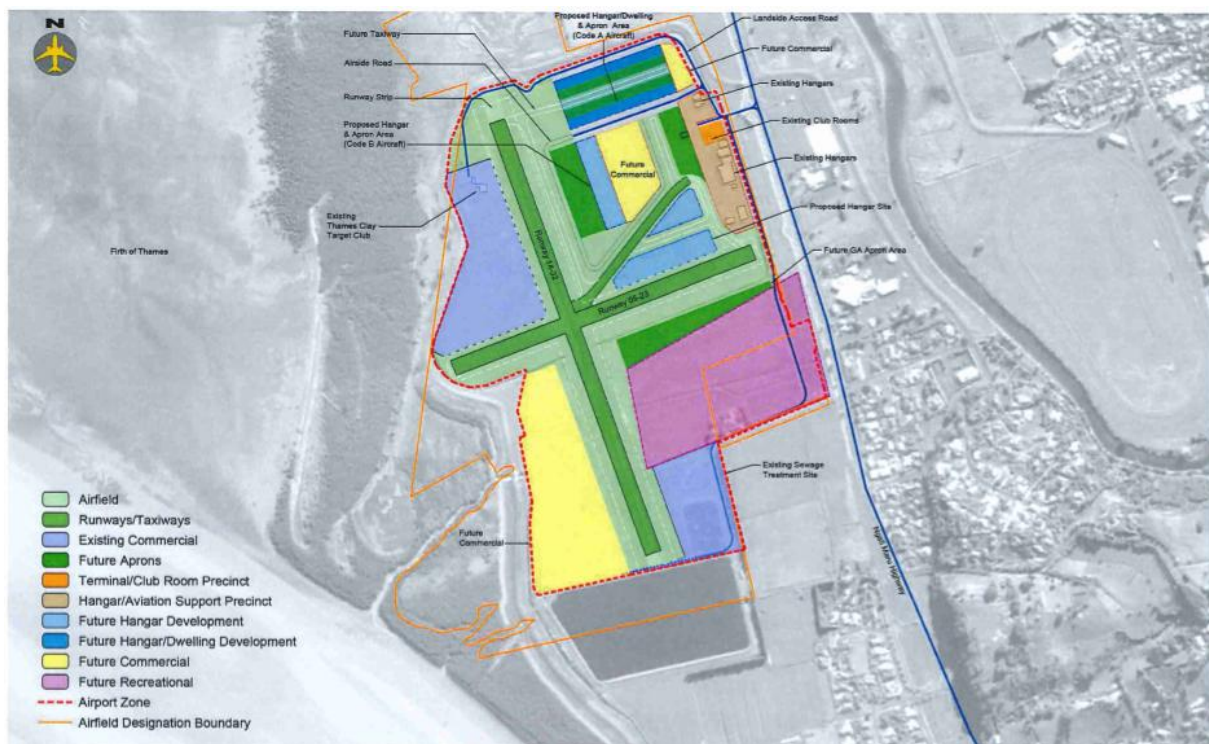 N
Proposed Hangar/Dwelling
& Apron Area
(Code A Aircraft)
Landside Access Road
Future Taxiway
Future Commercial
Airside Road
Existing Hangars
Runway Strip
Existing Club Rooms
Proposed Hangar
& Apron Area
(Code B Aircraft)
Existing Hangars
Future
Commercial
Proposed Hangar Site
Existing
Thames Clay
Target Club
Firth of Thames
Future GA Apron Area
Runway 14-32
Runway 05-23
Existing Sewage
Treatment Site
Future
Commercial
Ngati Maru Highway
Airfield
Runways/Taxiways
Existing Commercial
Future Aprons
Terminal/Club Room Precinct
Hangar/Aviation Support Precinct
Future Hangar Development
Future Hangar/Dwelling Development
Future Commercial
Future Recreational
Airport Zone
Airfield Designation Boundary